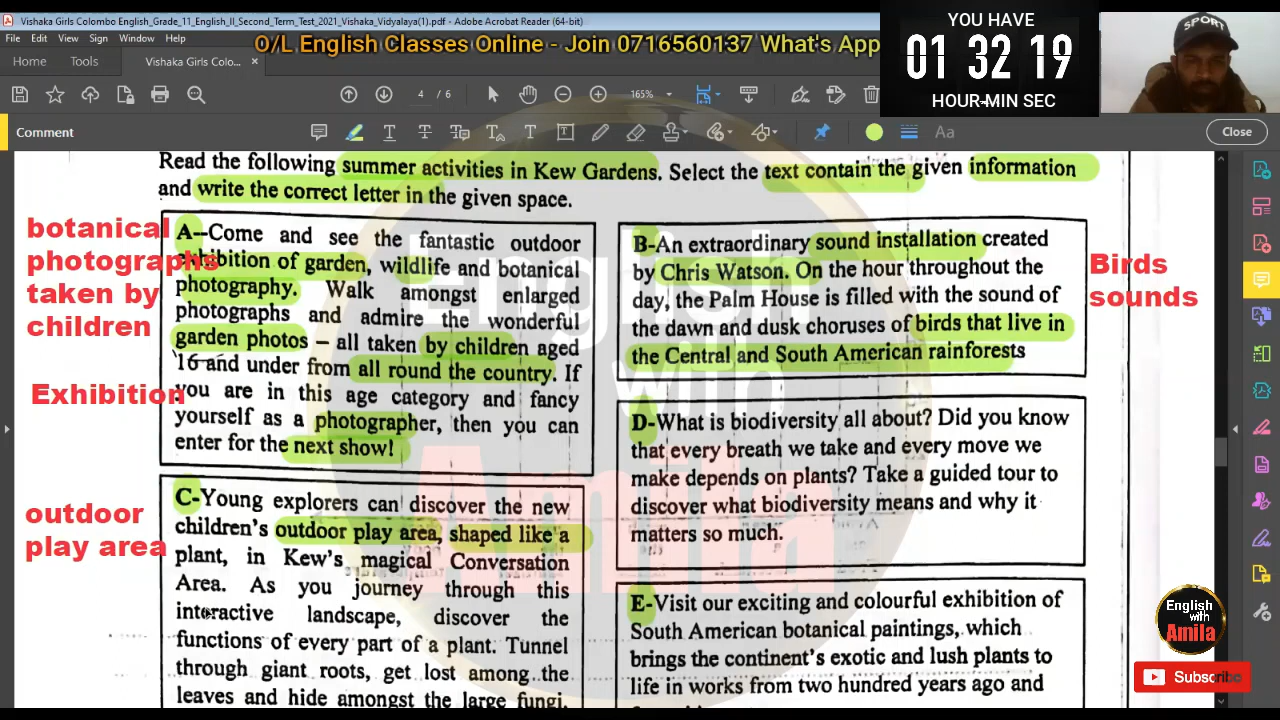 Vishaka Girls Colombo English_Grade_11_English_II_Second_Term_Test_2021_Vishaka_Vidyalaya(1).pdf - Adobe Acrobat Reader (64-bit)
File Edit View Sign Window Help
O/L English Classes Online - Join 0716560137 What's App
YOU HAVE
01 32 19
HOUR-MIN SEC
SPORT
Home Tools Vishaka Girls Colo... ×
4 / 6 165%
Comment Close
Read the following summer activities in Kew Gardens. Select the text contain the given information
and write the correct letter in the given space.
botanical
photographs
taken by
children
Exhibition
A--Come and see the fantastic outdoor
exhibition of garden, wildlife and botanical
photography. Walk amongst enlarged
photographs and admire the wonderful
garden photos – all taken by children aged
16 and under from all round the country. If
you are in this age category and fancy
yourself as a photographer, then you can
enter for the next show!
B-An extraordinary sound installation created
by Chris Watson. On the hour throughout the
day, the Palm House is filled with the sound of
the dawn and dusk choruses of birds that live in
the Central and South American rainforests
Birds
sounds
outdoor
play area
C-Young explorers can discover the new
children's outdoor play area, shaped like a
plant, in Kew's magical Conversation
Area. As you journey through this
interactive landscape, discover the
functions of every part of a plant. Tunnel
through giant roots, get lost among the
leaves and hide amongst the large fungi,
D-What is biodiversity all about? Did you know
that every breath we take and every move we
make depends on plants? Take a guided tour to
discover what biodiversity means and why it
matters so much.
E-Visit our exciting and colourful exhibition of
South American botanical paintings, which
brings the continent's exotic and lush plants to
life in works from two hundred years ago and
English
with
Amila
English
with
Amila
Subscribe